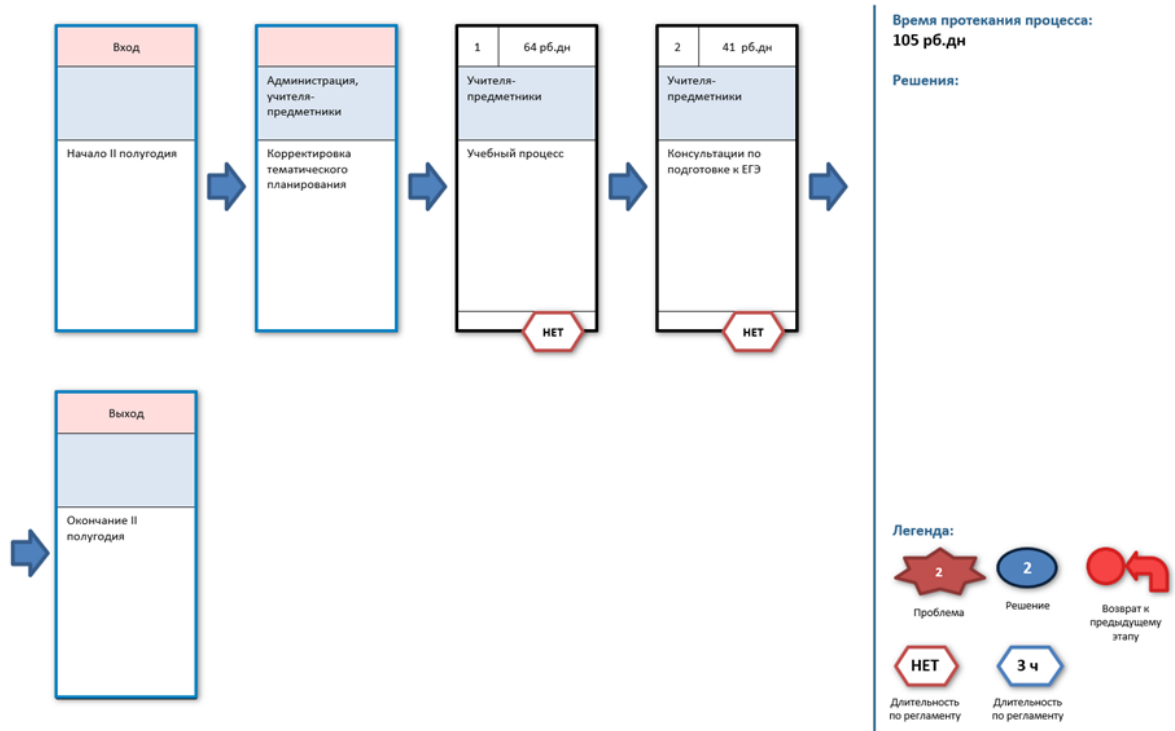 Вход
Начало II полугодия
Администрация,
учителя-
предметники
Корректировка
тематического
планирования
1
64 рб.дн
Учителя-
предметники
Учебный процесс
НЕТ
2
41 рб.дн
Учителя-
предметники
Консультации по
подготовке к ЕГЭ
НЕТ
Выход
Окончание II
полугодия
Время протекания процесса:
105 рб.дн
Решения:
Легенда:
2
Проблема
2
Решение
Возврат к
предыдущему
этапу
НЕТ
Длительность
по регламенту
3 ч
Длительность
по регламенту